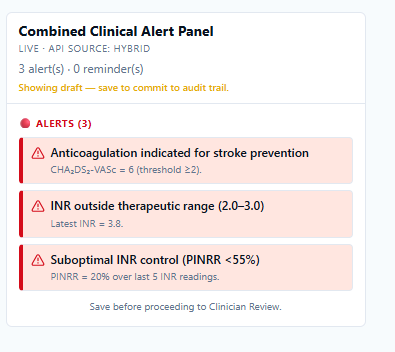 Combined Clinical Alert Panel
LIVE · API SOURCE: HYBRID
3 alert(s) · 0 reminder(s)
Showing draft — save to commit to audit trail.
ALERTS (3)
Anticoagulation indicated for stroke prevention
CHA₂DS₂-VASc = 6 (threshold ≥2).
INR outside therapeutic range (2.0–3.0)
Latest INR = 3.8.
Suboptimal INR control (PINRR <55%)
PINRR = 20% over last 5 INR readings.
Save before proceeding to Clinician Review.